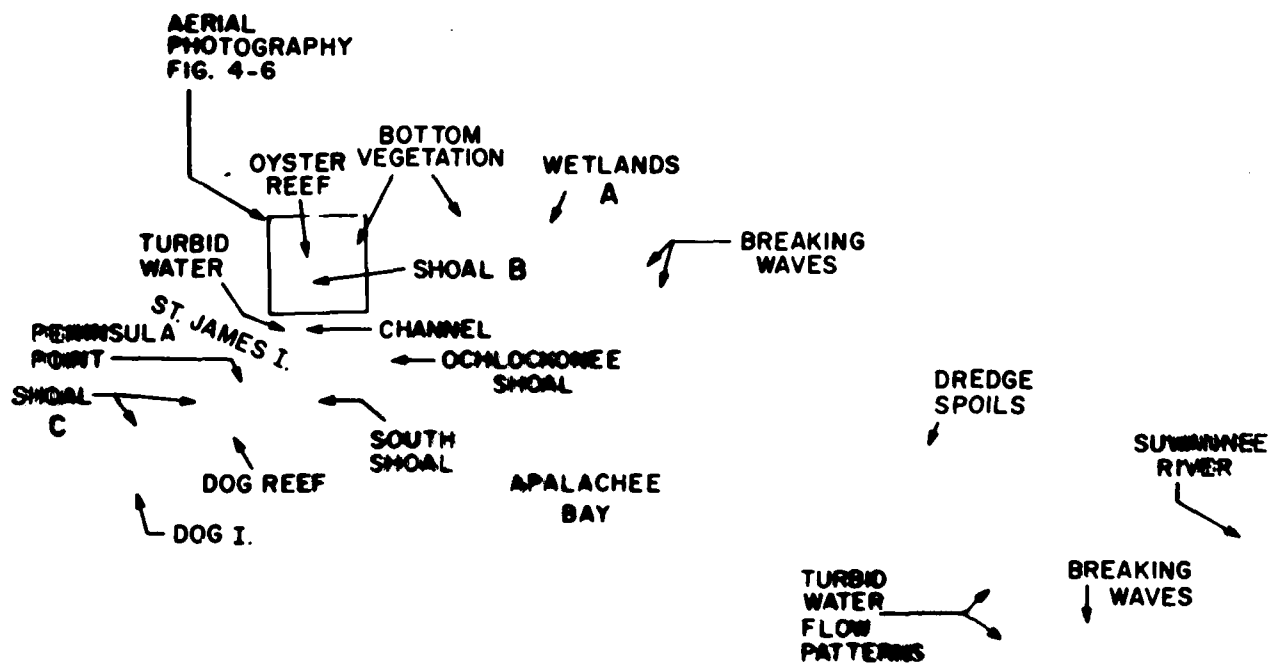 AERIAL
PHOTOGRAPHY
FIG. 4-6
BOTTOM
VEGETATION
OYSTER
REEF
WETLANDS
A
TURBID
WATER
SHOAL B
BREAKING
WAVES
ST. JAMES I.
PENINSULA
POINT
CHANNEL
OCHLOCKONEE
SHOAL
SHOAL
C
SOUTH
SHOAL
DREDGE
SPOILS
DOG REEF
APALACHEE
BAY
SUWANNEE
RIVER
DOG I.
TURBID
WATER
FLOW
PATTERNS
BREAKING
WAVES